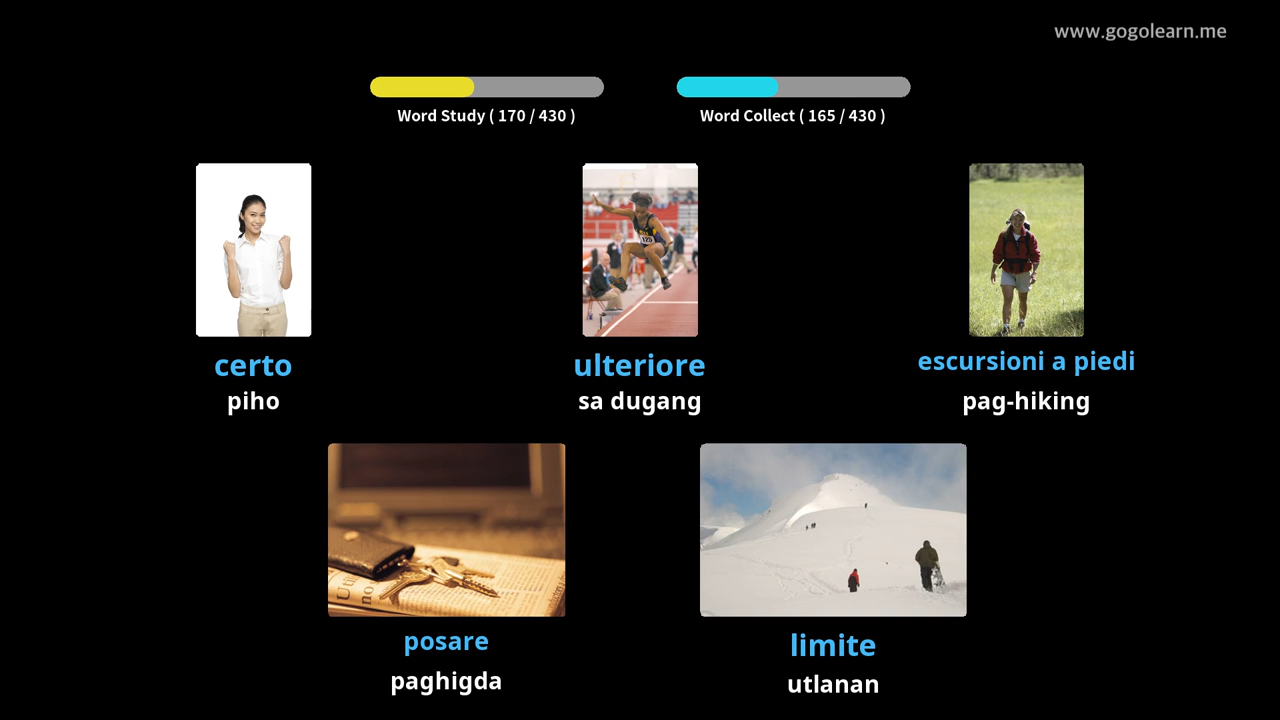 www.gogolearn.me
Word Study ( 170 / 430 )
Word Collect ( 165 / 430 )
certo
piho
ulteriore
sa dugang
escursioni a piedi
pag-hiking
posare
paghigda
limite
utlanan